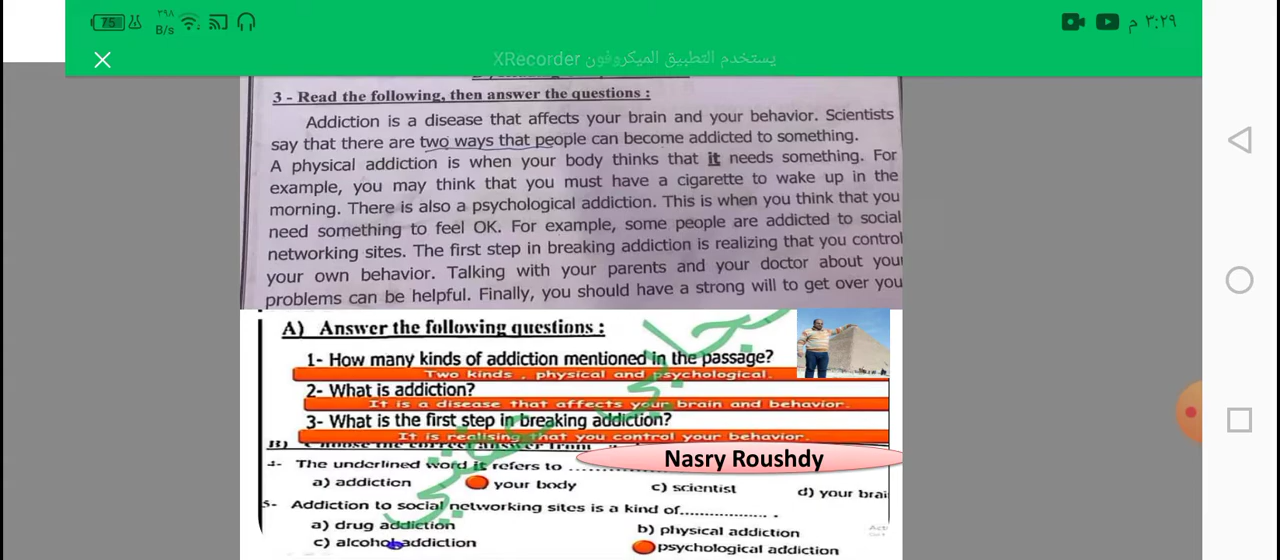 75 ٣٩٨ B/s ٣:٢٩ م
يستخدم التطبيق الميكروفون XRecorder
3 - Read the following, then answer the questions :
Addiction is a disease that affects your brain and your behavior. Scientists
say that there are two ways that people can become addicted to something.
A physical addiction is when your body thinks that it needs something. For
example, you may think that you must have a cigarette to wake up in the
morning. There is also a psychological addiction. This is when you think that you
need something to feel OK. For example, some people are addicted to social
networking sites. The first step in breaking addiction is realizing that you control
your own behavior. Talking with your parents and your doctor about you
problems can be helpful. Finally, you should have a strong will to get over you
A) Answer the following questions :
1- How many kinds of addiction mentioned in the passage?
Two kinds , physical and psychological.
2- What is addiction?
It is a disease that affects your brain and behavior.
3- What is the first step in breaking addiction?
It is realising that you control your behavior.
B) Choose the correct answer from
Nasry Roushdy
4- The underlined word it refers to ...
a) addiction your body c) scientist d) your brai
5- Addiction to social networking sites is a kind of..................
a) drug addiction b) physical addiction
c) alcohol addiction psychological addiction